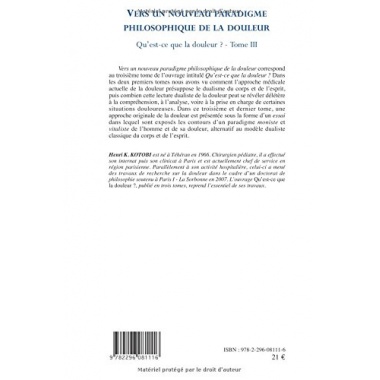 Matériel protégé par le droit d'auteur
VERS UN NOUVEAU PARADIGME
PHILOSOPHIQUE DE LA DOULEUR
Qu'est-ce que la douleur ? - Tome III
Vers un nouveau paradigme philosophique de la douleur correspond
au troisième tome de l'ouvrage intitulé Qu'est-ce que la douleur ? Dans
les deux premiers tomes nous avons vu comment l'approche médicale
actuelle de la douleur présuppose le dualisme du corps et de l'esprit,
puis combien cette lecture dualiste de la douleur peut se révéler délétère
à la compréhension, à l'analyse, voire à la prise en charge de certaines
situations douloureuses. Dans ce troisième et dernier tome, une
approche originale de la douleur est présentée sous la forme d'un essai
dans lequel sont exposés les contours d'un paradigme moniste et
vitaliste de l'homme et de sa douleur, alternatif au modèle dualiste
classique du corps et de l'esprit.
Henri K. KOTOBI est né à Téhéran en 1966. Chirurgien pédiatre, il a effectué
son internat puis son clinicat à Paris et est actuellement chef de service en
région parisienne. Parallèlement à son activité hospitalière, celui-ci a mené
des travaux de recherche sur la douleur dans le cadre d'un doctorat de
philosophie soutenu à Paris I - La Sorbonne en 2007. L'ouvrage Qu'est-ce que
la douleur ?, publié en trois tomes, reprend l'essentiel de ses travaux.
ISBN : 978-2-296-08111-6
21 €
9 782296 081116
Matériel protégé par le droit d'auteur